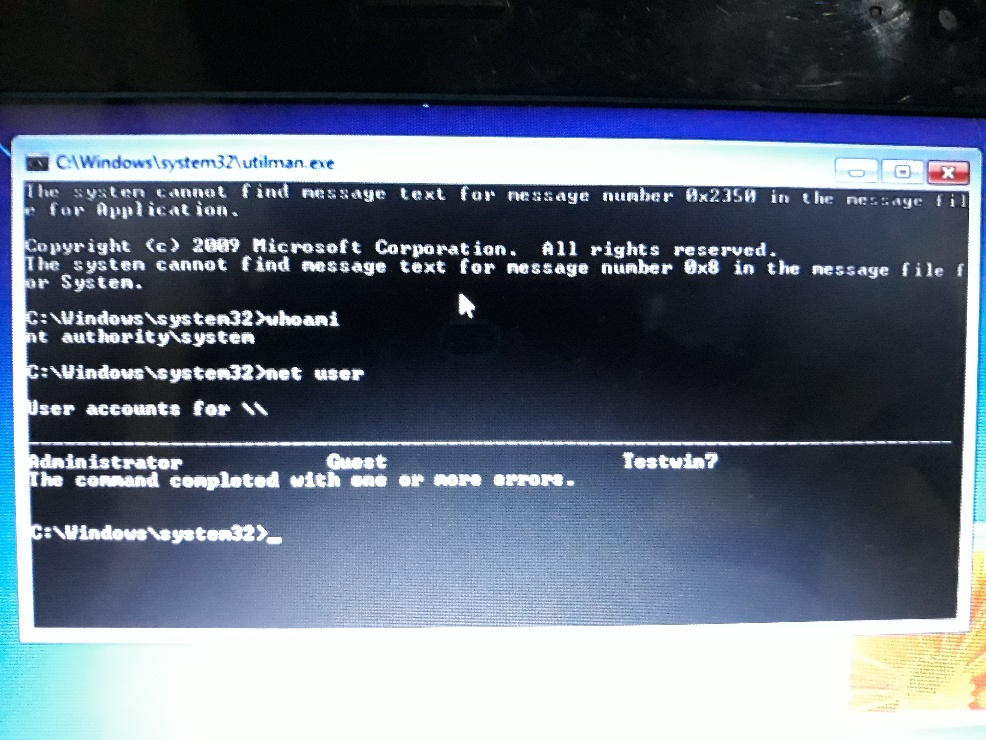 C:\Windows\system32\utilman.exe
The system cannot find message text for message number 0x2350 in the message fil
e for Application.
Copyright (c) 2009 Microsoft Corporation. All rights reserved.
The system cannot find message text for message number 0x8 in the message file f
or System.
C:\Windows\system32>whoami
nt authority\system
C:\Windows\system32>net user
User accounts for \\
-------------------------------------------------------------------------------
Administrator Guest Testwin7
The command completed with one or more errors.
C:\Windows\system32>_